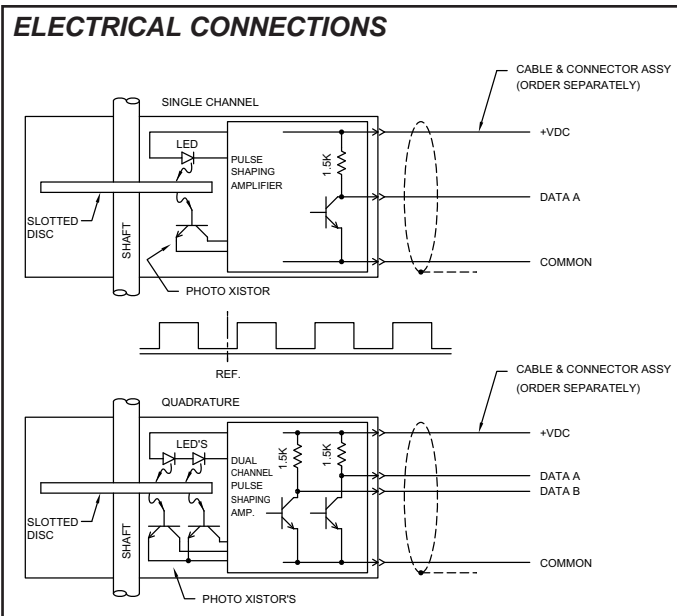 ELECTRICAL CONNECTIONS
CABLE & CONNECTOR ASSY
(ORDER SEPARATELY)
SINGLE CHANNEL
+VDC
LED
PULSE
SHAPING
AMPLIFIER
1.5K
DATA A
SLOTTED
DISC
SHAFT
COMMON
PHOTO XISTOR
REF.
CABLE & CONNECTOR ASSY
(ORDER SEPARATELY)
QUADRATURE
+VDC
LED'S
DUAL
CHANNEL
PULSE
SHAPING
AMP.
1.5K
1.5K
DATA A
DATA B
SLOTTED
DISC
SHAFT
COMMON
PHOTO XISTOR'S